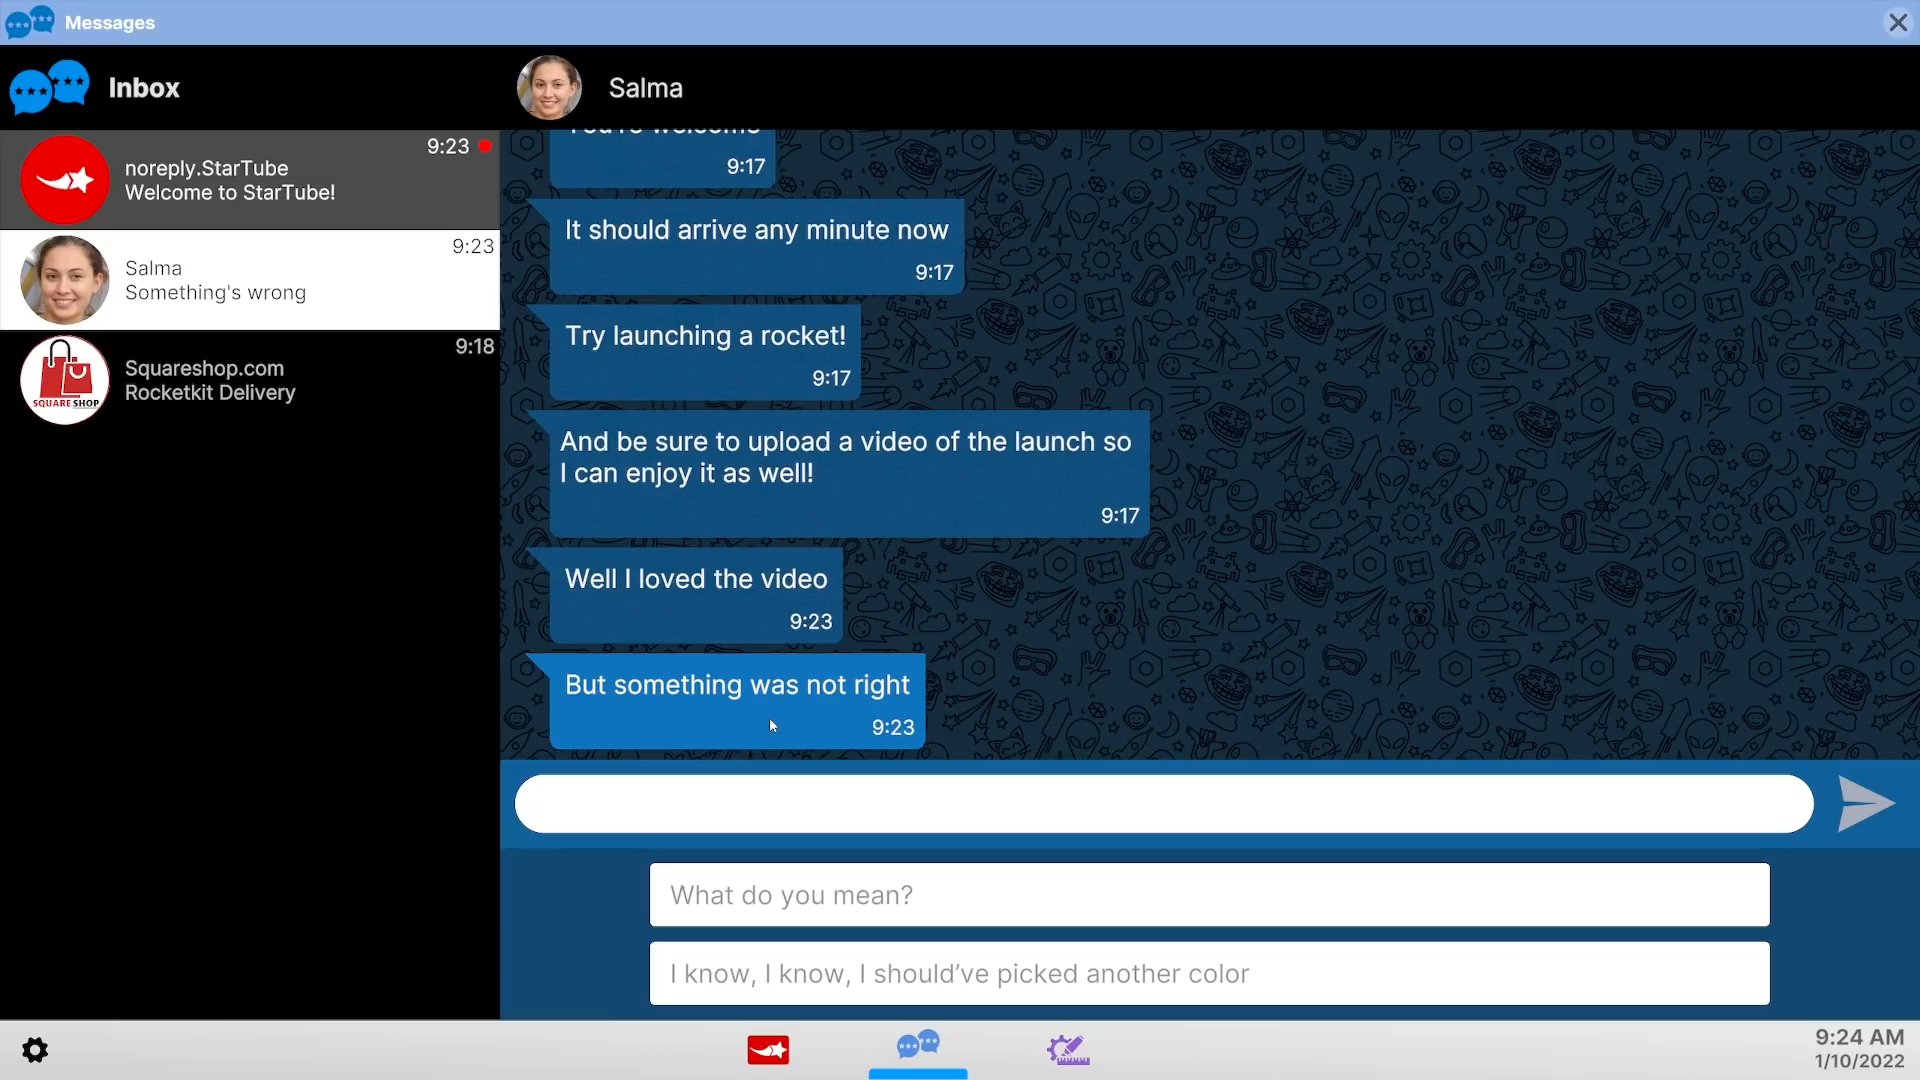 Messages
Inbox
Salma
9:23
noreply.StarTube
Welcome to StarTube!
9:23
Salma
Something's wrong
9:18
Squareshop.com
Rocketkit Delivery
SQUARE SHOP
You're welcome
9:17
It should arrive any minute now
9:17
Try launching a rocket!
9:17
And be sure to upload a video of the launch so
I can enjoy it as well!
9:17
Well I loved the video
9:23
But something was not right
9:23
What do you mean?
I know, I know, I should’ve picked another color
9:24 AM
1/10/2022